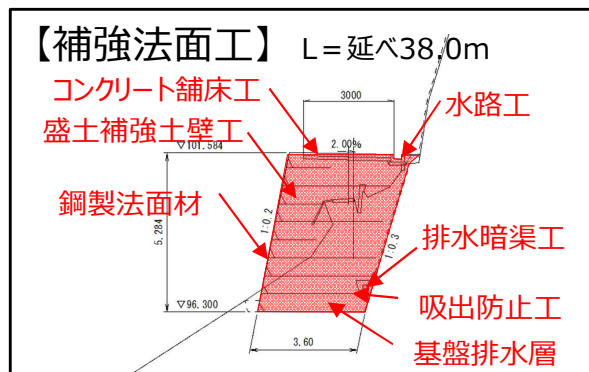 【補強法面工】 L=延べ38.0m
コンクリート舗床工
3000
水路工
盛土補強土壁工
▽101.584
2.00%
鋼製法面材
5.284
1:0.2
1:0.3
排水暗渠工
▽96.300
吸出防止工
3.60
基盤排水層